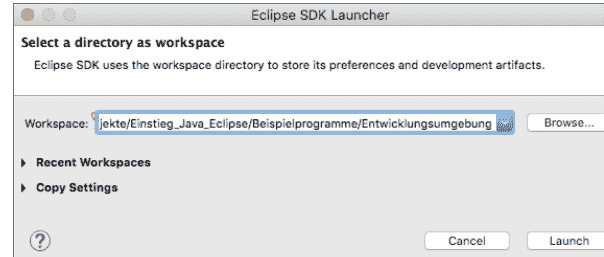 Eclipse SDK Launcher
Select a directory as workspace
Eclipse SDK uses the workspace directory to store its preferences and development artifacts.
Workspace: jekte/Einstieg_Java_Eclipse/Beispielprogramme/Entwicklungsumgebung Browse...
Recent Workspaces
Copy Settings
? Cancel Launch